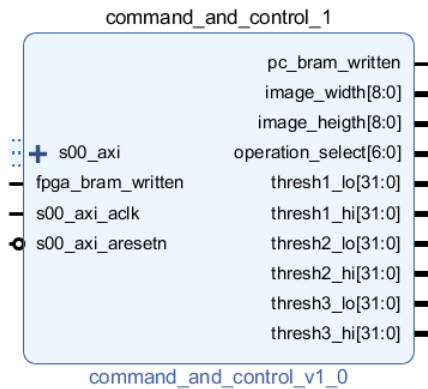 command_and_control_1
pc_bram_written
image_width[8:0]
image_heigth[8:0]
s00_axi
operation_select[6:0]
fpga_bram_written
thresh1_lo[31:0]
s00_axi_aclk
thresh1_hi[31:0]
s00_axi_aresetn
thresh2_lo[31:0]
thresh2_hi[31:0]
thresh3_lo[31:0]
thresh3_hi[31:0]
command_and_control_v1_0